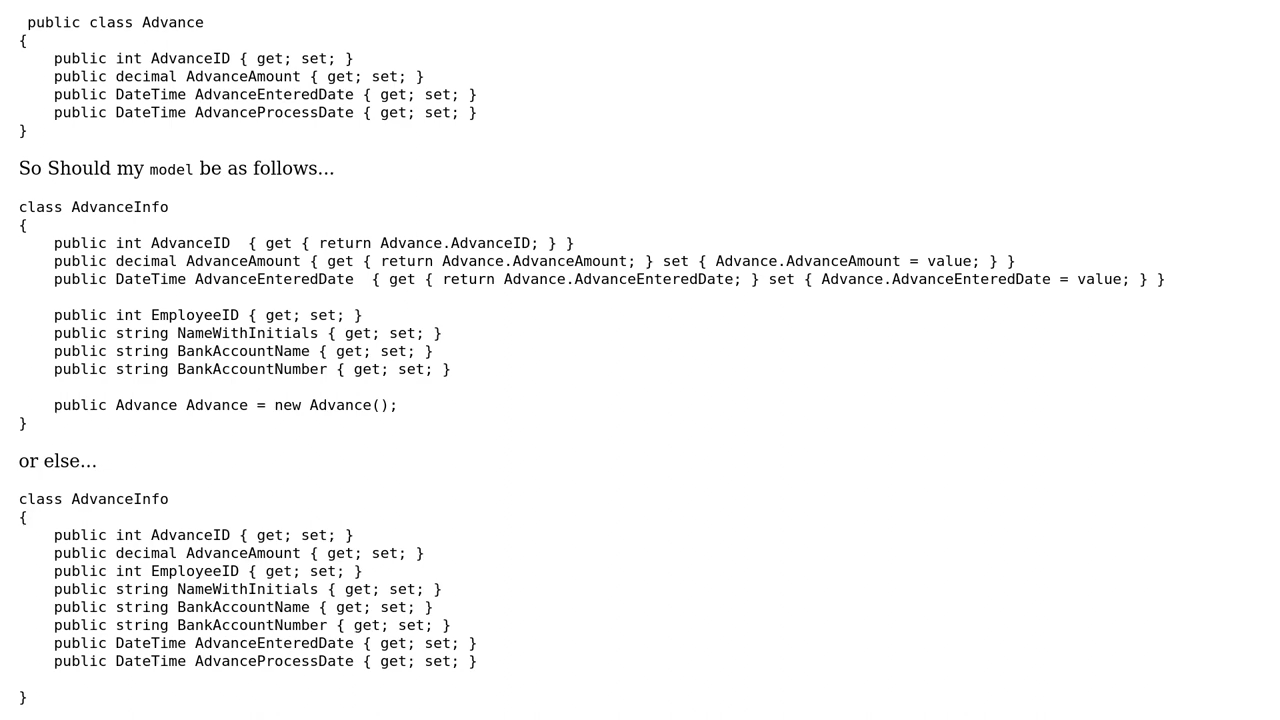 public class Advance
{
    public int AdvanceID { get; set; }
    public decimal AdvanceAmount { get; set; }
    public DateTime AdvanceEnteredDate { get; set; }
    public DateTime AdvanceProcessDate { get; set; }
}
So Should my model be as follows...
class AdvanceInfo
{
    public int AdvanceID  { get { return Advance.AdvanceID; } }
    public decimal AdvanceAmount { get { return Advance.AdvanceAmount; } set { Advance.AdvanceAmount = value; } }
    public DateTime AdvanceEnteredDate  { get { return Advance.AdvanceEnteredDate; } set { Advance.AdvanceEnteredDate = value; } }
    public int EmployeeID { get; set; }
    public string NameWithInitials { get; set; }
    public string BankAccountName { get; set; }
    public string BankAccountNumber { get; set; }
    public Advance Advance = new Advance();
}
or else...
class AdvanceInfo
{
    public int AdvanceID { get; set; }
    public decimal AdvanceAmount { get; set; }
    public int EmployeeID { get; set; }
    public string NameWithInitials { get; set; }
    public string BankAccountName { get; set; }
    public string BankAccountNumber { get; set; }
    public DateTime AdvanceEnteredDate { get; set; }
    public DateTime AdvanceProcessDate { get; set; }
}